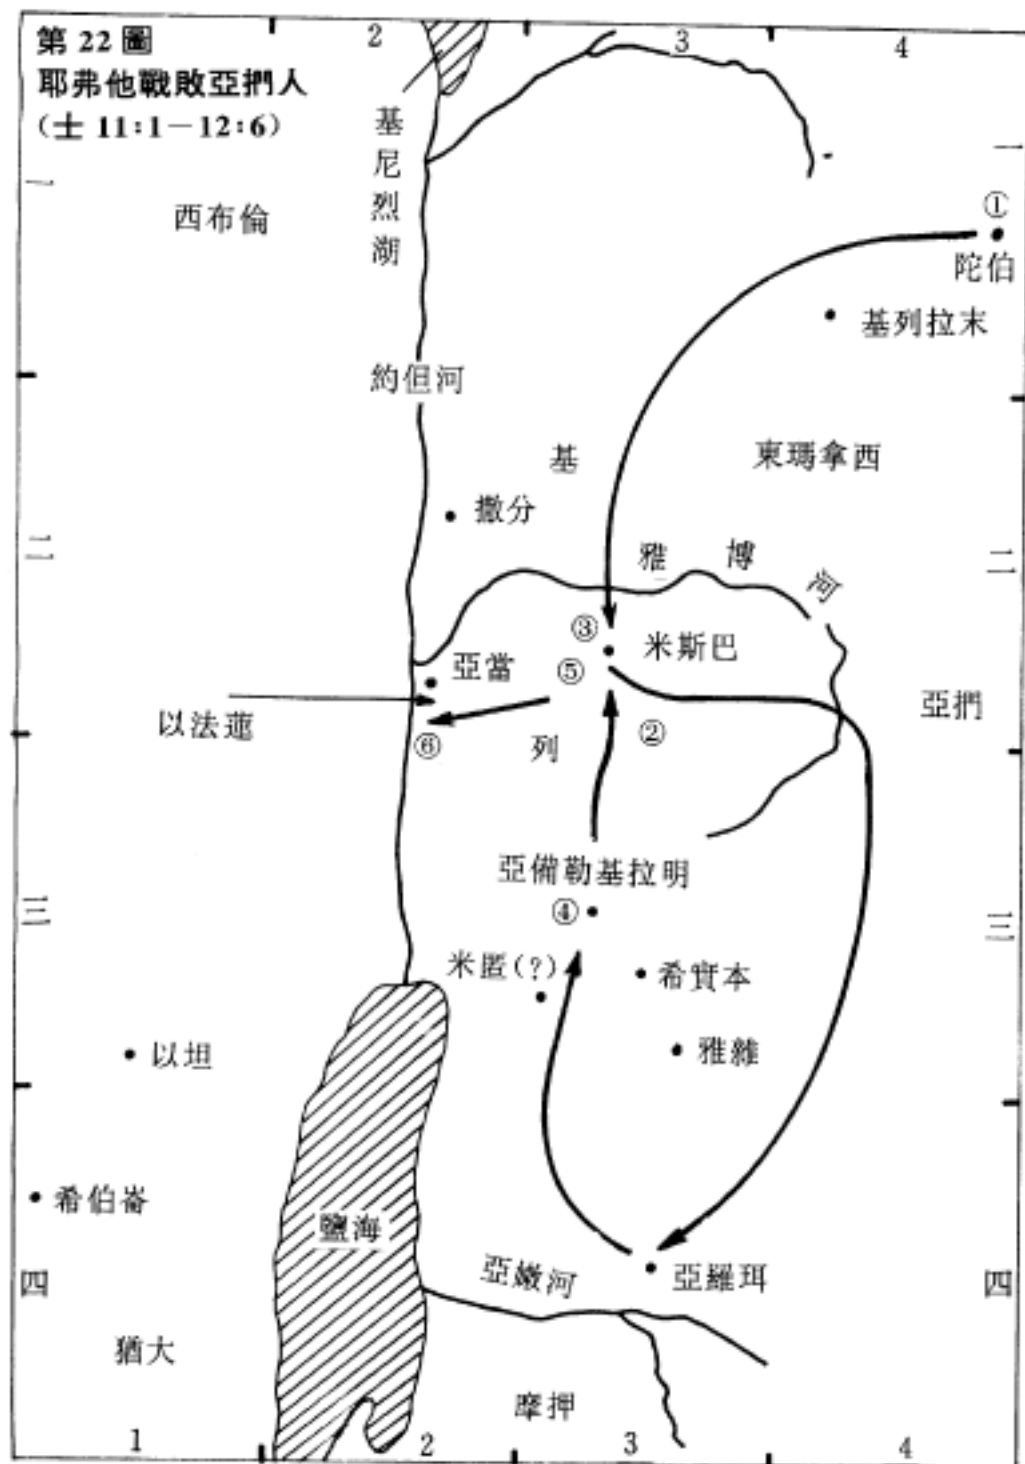 第 22 圖
耶弗他戰敗亞捫人
(士 11:1－12:6)
2
3
4
基尼烈湖
一
一
西布倫
①
陀伯
基列拉末
約但河
基
東瑪拿西
撒分
二
二
雅博河
③
米斯巴
亞當
⑤
以法蓮
亞捫
⑥
列
②
亞備勒基拉明
④
三
三
米匿(?)
希實本
以坦
雅雜
希伯崙
鹽海
亞嫩河
亞羅珥
四
四
猶大
摩押
1
2
3
4